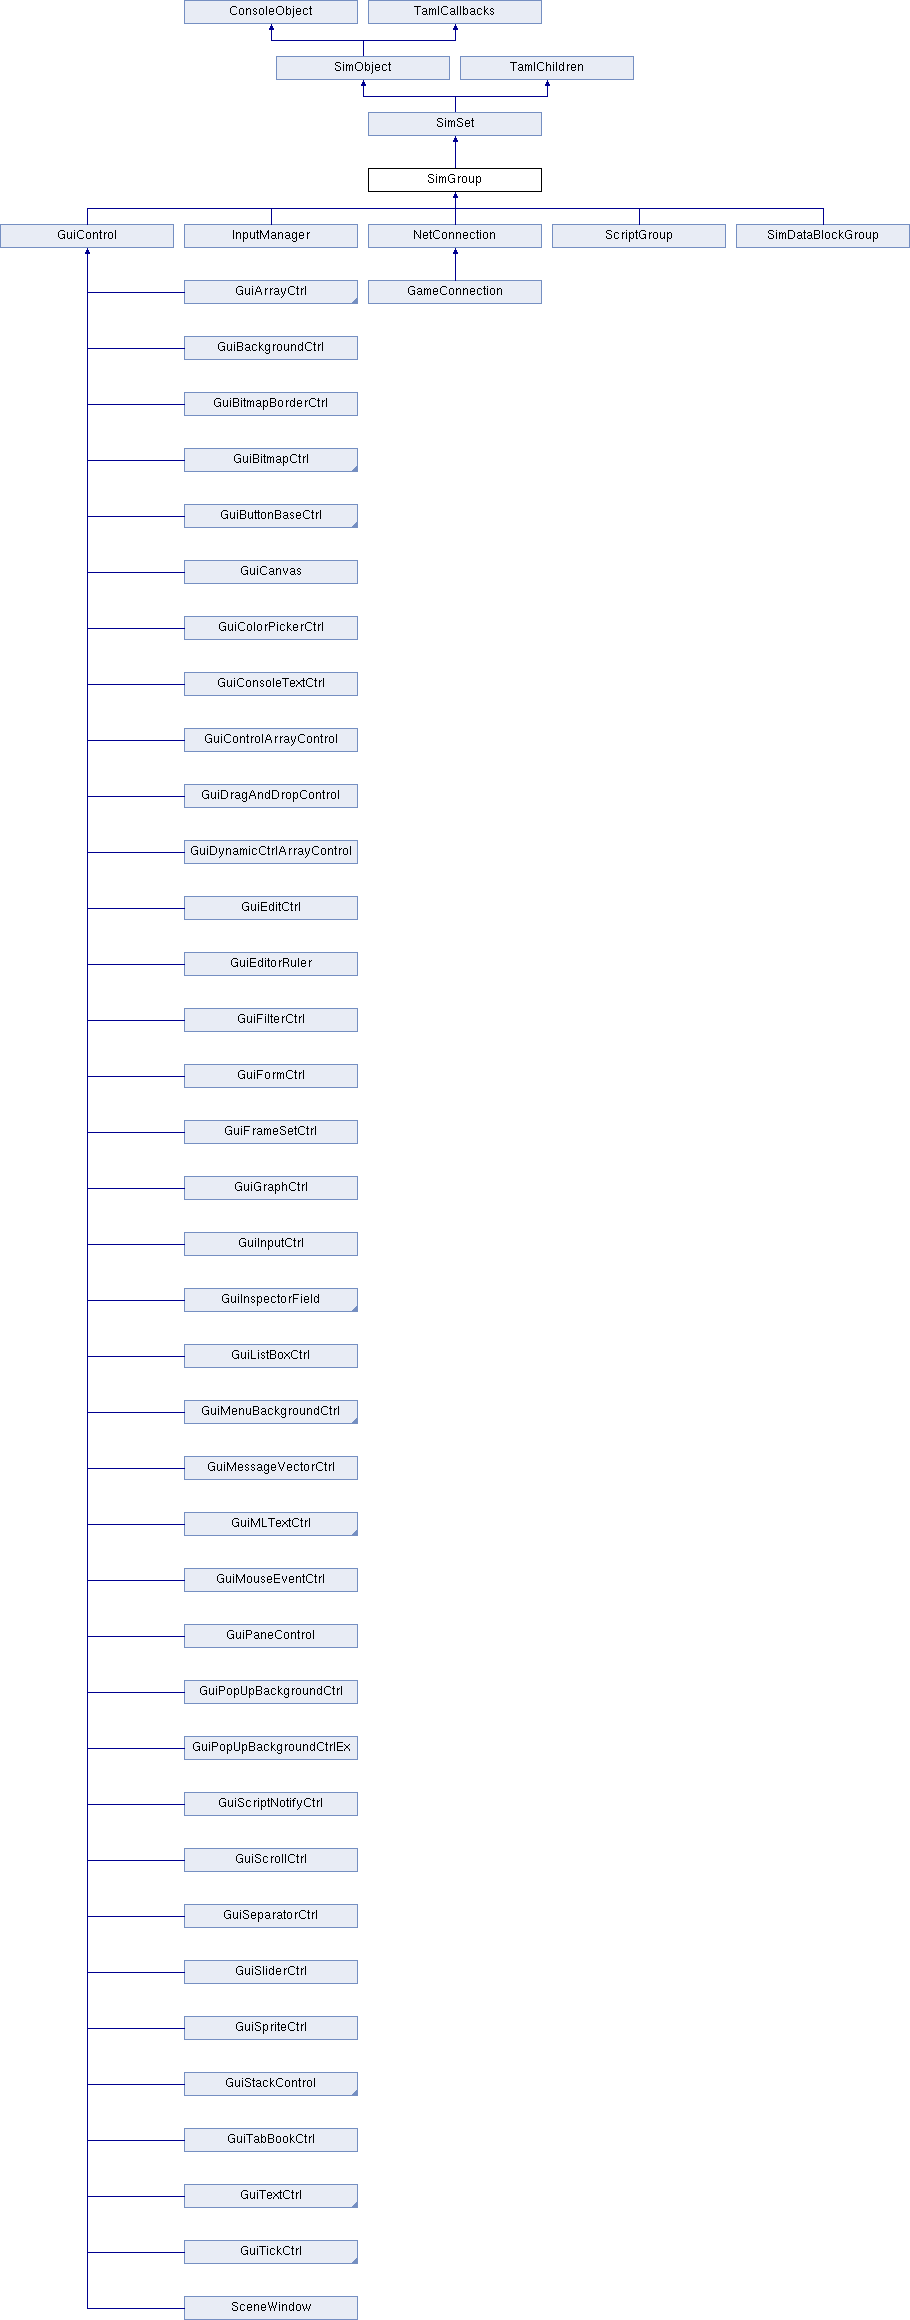 ConsoleObject
TamlCallbacks
SimObject
TamlChildren
SimSet
SimGroup
GuiControl
InputManager
NetConnection
ScriptGroup
SimDataBlockGroup
GuiArrayCtrl
GameConnection
GuiBackgroundCtrl
GuiBitmapBorderCtrl
GuiBitmapCtrl
GuiButtonBaseCtrl
GuiCanvas
GuiColorPickerCtrl
GuiConsoleTextCtrl
GuiControlArrayControl
GuiDragAndDropControl
GuiDynamicCtrlArrayControl
GuiEditCtrl
GuiEditorRuler
GuiFilterCtrl
GuiFormCtrl
GuiFrameSetCtrl
GuiGraphCtrl
GuiInputCtrl
GuiInspectorField
GuiListBoxCtrl
GuiMenuBackgroundCtrl
GuiMessageVectorCtrl
GuiMLTextCtrl
GuiMouseEventCtrl
GuiPaneControl
GuiPopUpBackgroundCtrl
GuiPopUpBackgroundCtrlEx
GuiScriptNotifyCtrl
GuiScrollCtrl
GuiSeparatorCtrl
GuiSliderCtrl
GuiSpriteCtrl
GuiStackControl
GuiTabBookCtrl
GuiTextCtrl
GuiTickCtrl
SceneWindow